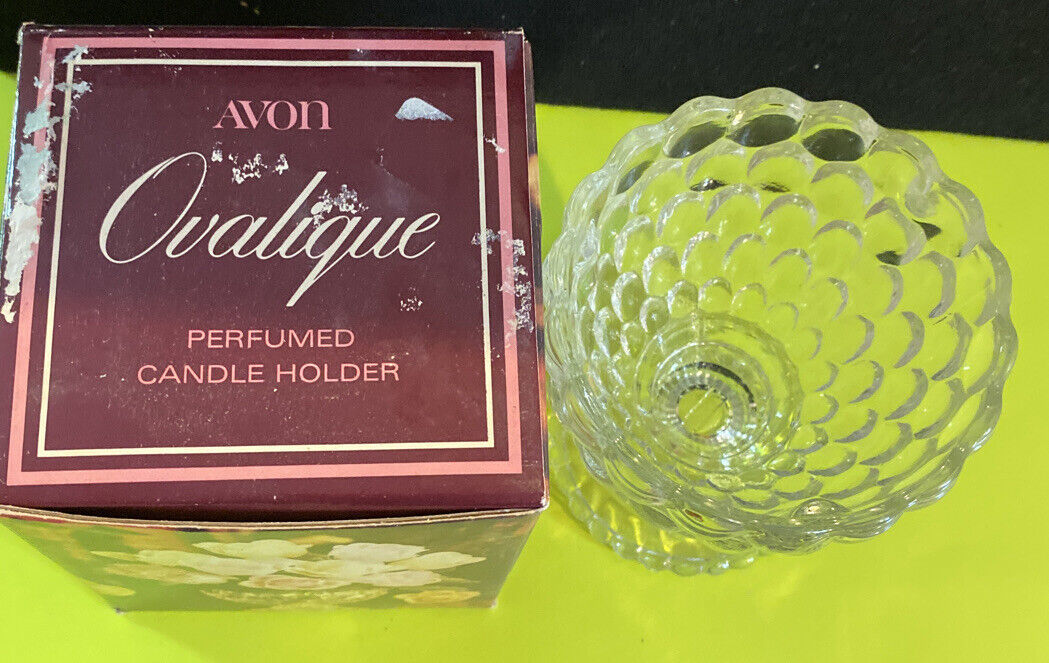 AVON
Ovalique
PERFUMED
CANDLE HOLDER